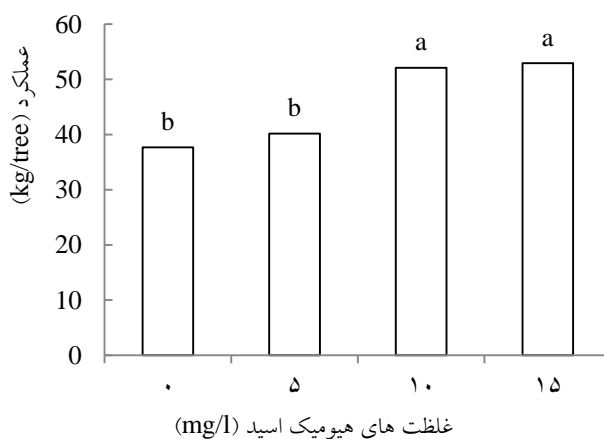 عملکرد (kg/tree)
60
50
40
30
20
10
0
b
b
a
a
۰ ۵ ۱۰ ۱۵
غلظت های هیومیک اسید (mg/l)